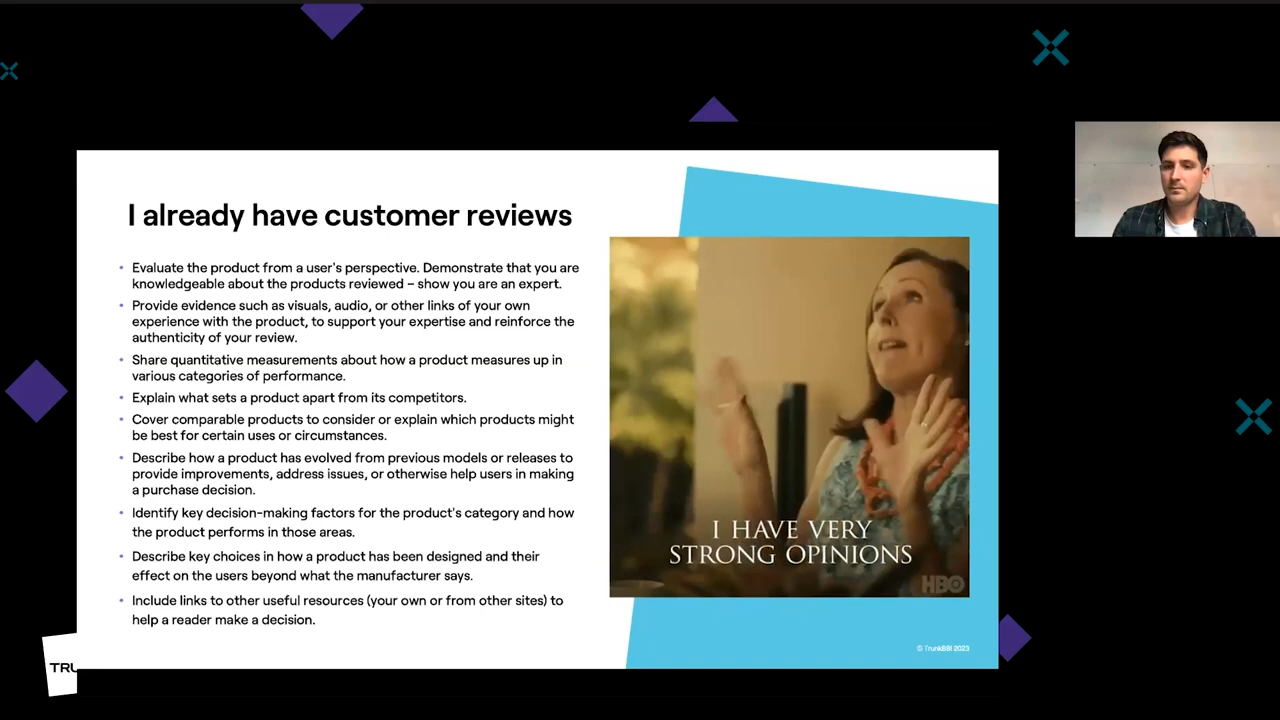 I already have customer reviews
• Evaluate the product from a user's perspective. Demonstrate that you are
knowledgeable about the products reviewed – show you are an expert.
• Provide evidence such as visuals, audio, or other links of your own
experience with the product, to support your expertise and reinforce the
authenticity of your review.
• Share quantitative measurements about how a product measures up in
various categories of performance.
• Explain what sets a product apart from its competitors.
• Cover comparable products to consider or explain which products might
be best for certain uses or circumstances.
• Describe how a product has evolved from previous models or releases to
provide improvements, address issues, or otherwise help users in making
a purchase decision.
• Identify key decision-making factors for the product's category and how
the product performs in those areas.
• Describe key choices in how a product has been designed and their
effect on the users beyond what the manufacturer says.
• Include links to other useful resources (your own or from other sites) to
help a reader make a decision.
I HAVE VERY
STRONG OPINIONS
HBO
© TrunkBBI 2023
TRU